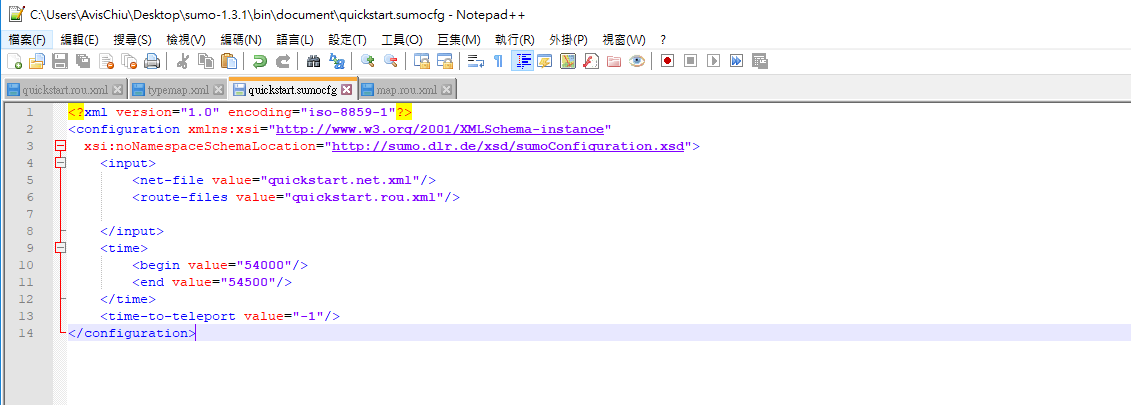 C:\Users\AvisChiu\Desktop\sumo-1.3.1\bin\document\quickstart.sumocfg - Notepad++
檔案(F) 編輯(E) 搜尋(S) 檢視(V) 編碼(N) 語言(L) 設定(T) 工具(O) 巨集(M) 執行(R) 外掛(P) 視窗(W) ?
quickstart.rou.xml typemap.xml quickstart.sumocfg map.rou.xml
1 <?xml version="1.0" encoding="iso-8859-1"?>
2 <configuration xmlns:xsi="http://www.w3.org/2001/XMLSchema-instance"
3 xsi:noNamespaceSchemaLocation="http://sumo.dlr.de/xsd/sumoConfiguration.xsd">
4 <input>
5 <net-file value="quickstart.net.xml"/>
6 <route-files value="quickstart.rou.xml"/>
7
8 </input>
9 <time>
10 <begin value="54000"/>
11 <end value="54500"/>
12 </time>
13 <time-to-teleport value="-1"/>
14 </configuration>